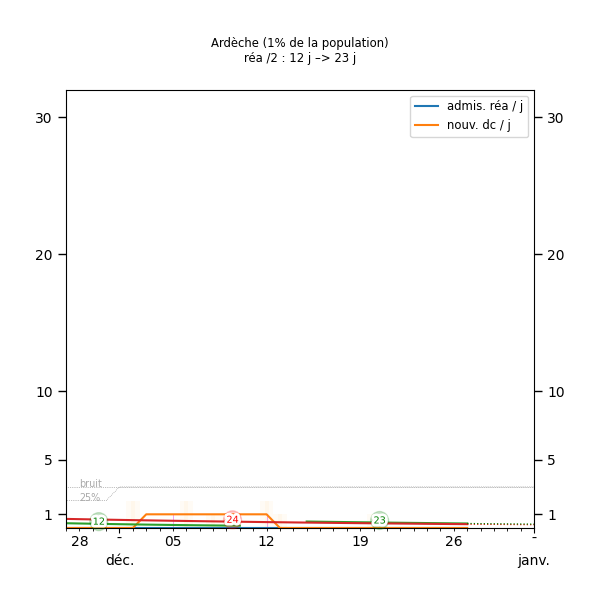 Ardèche (1% de la population)
réa /2 : 12 j –> 23 j
admis. réa / j
nouv. dc / j
30 30
20 20
10 10
5 5
bruit
25%
1 1
12 24 23
28 - 05 12 19 26 -
déc. janv.